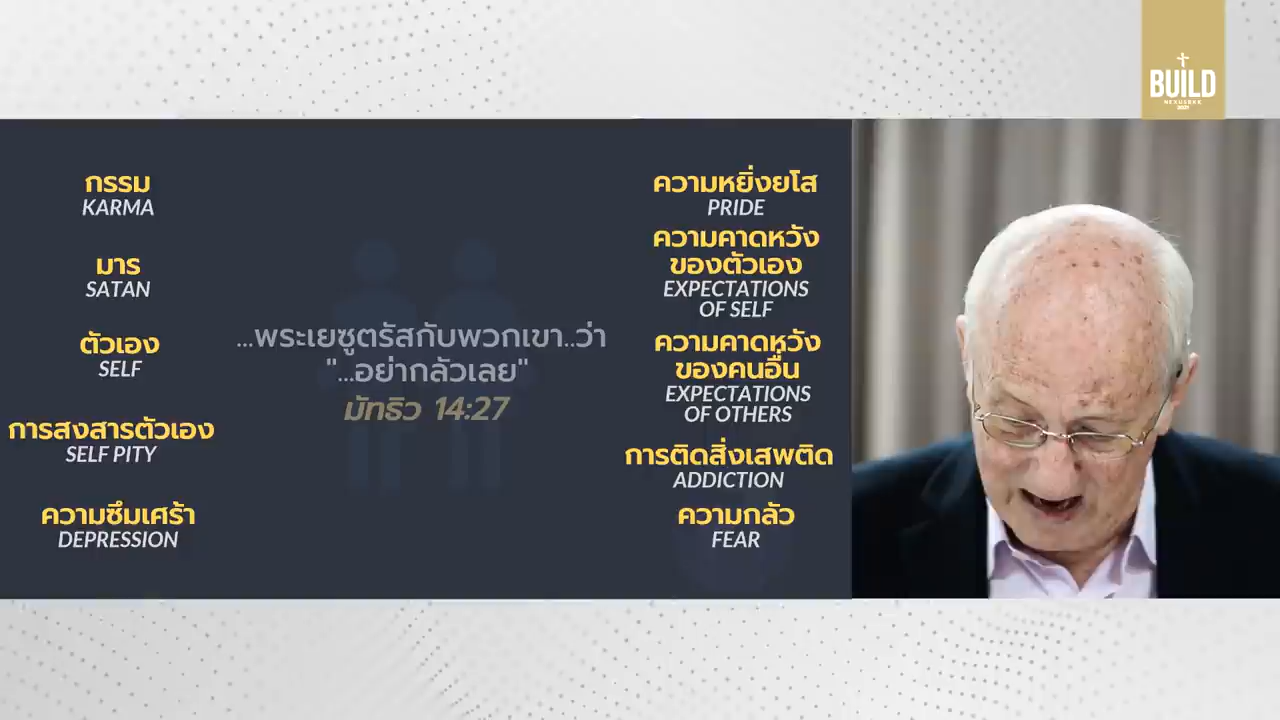 BUILD
NEXUSBKK
2021
กรรม
KARMA
มาร
SATAN
ตัวเอง
SELF
การสงสารตัวเอง
SELF PITY
ความซึมเศร้า
DEPRESSION
...พระเยซูตรัสกับพวกเขา..ว่า
"...อย่ากลัวเลย"
มัทธิว 14:27
ความหยิ่งยโส
PRIDE
ความคาดหวัง
ของตัวเอง
EXPECTATIONS
OF SELF
ความคาดหวัง
ของคนอื่น
EXPECTATIONS
OF OTHERS
การติดสิ่งเสพติด
ADDICTION
ความกลัว
FEAR